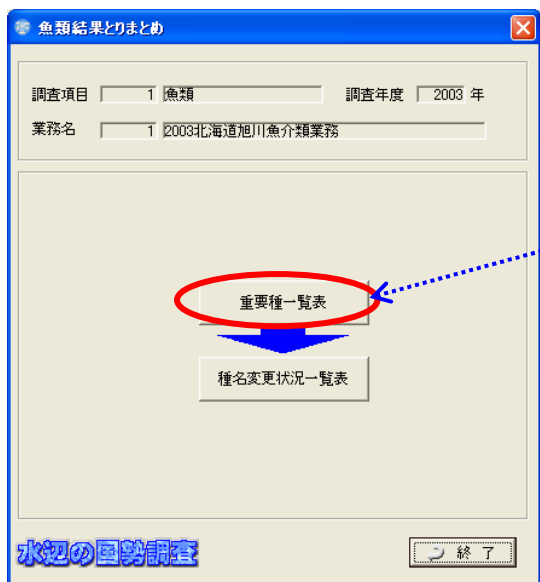 魚類結果とりまとめ
調査項目 1 魚類 調査年度 2003 年
業務名 1 2003北海道旭川魚介類業務
重要種一覧表
種名変更状況一覧表
水辺の国勢調査 終了